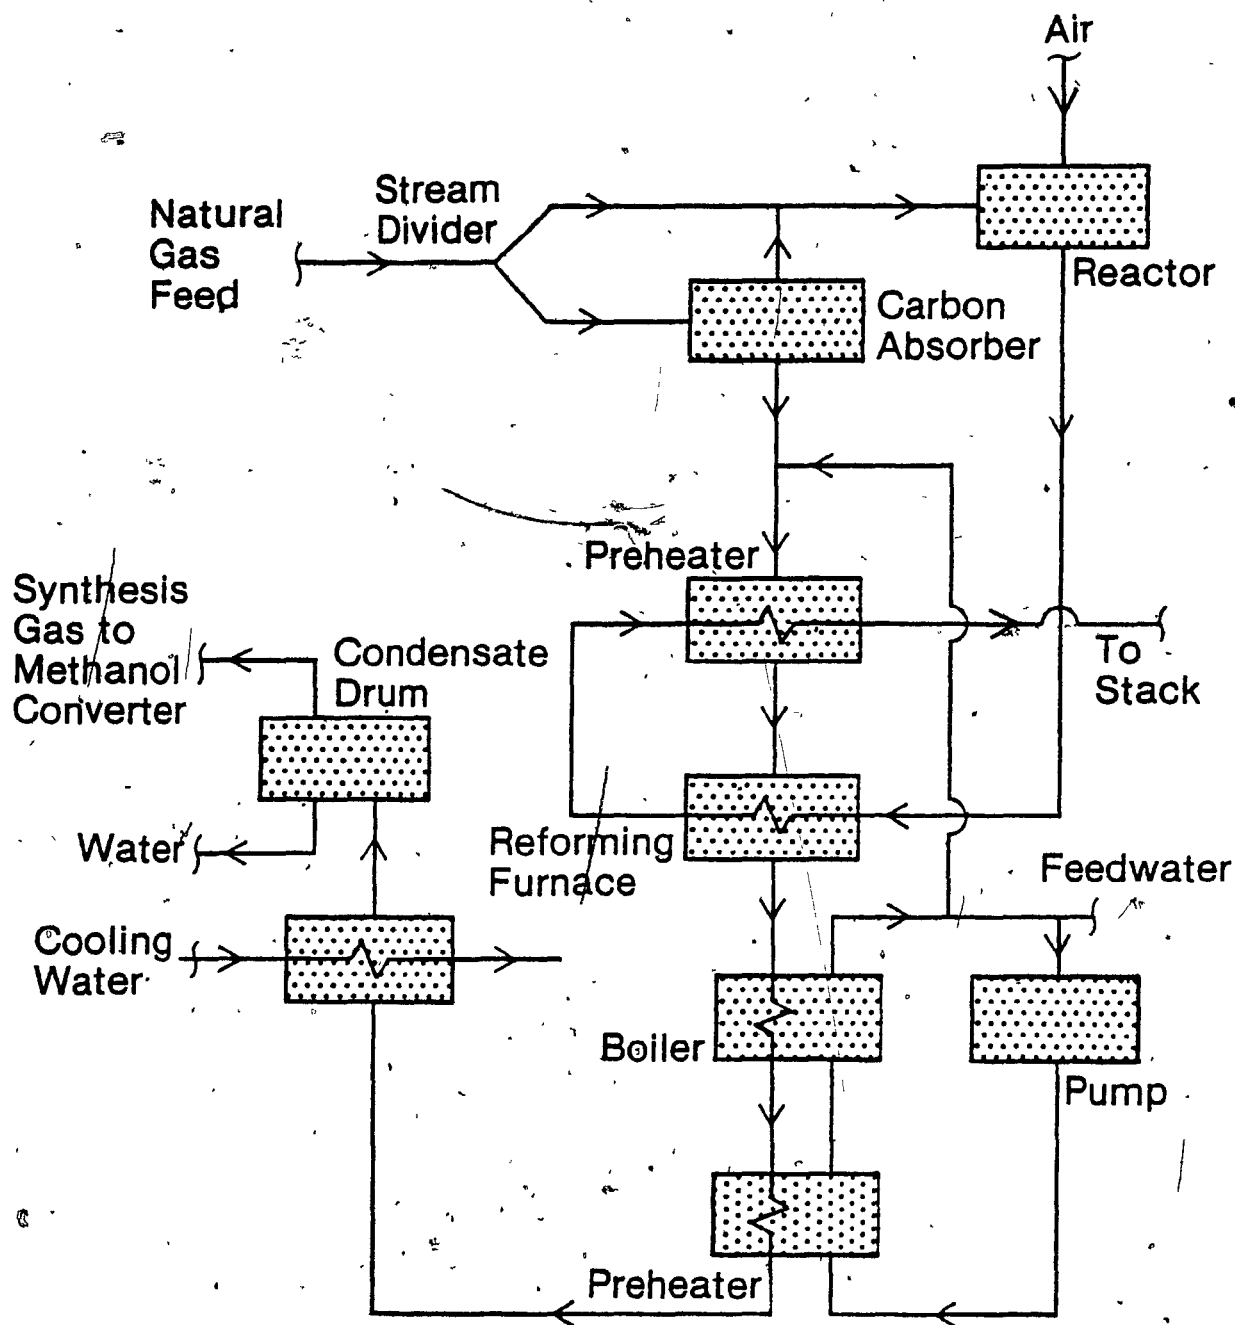 Air
Stream
Divider
Natural
Gas
Feed
Reactor
Carbon
Absorber
Preheater
Synthesis
Gas to
Methanol
Converter
Condensate
Drum
To
Stack
Water
Reforming
Furnace
Feedwater
Cooling
Water
Boiler
Pump
Preheater